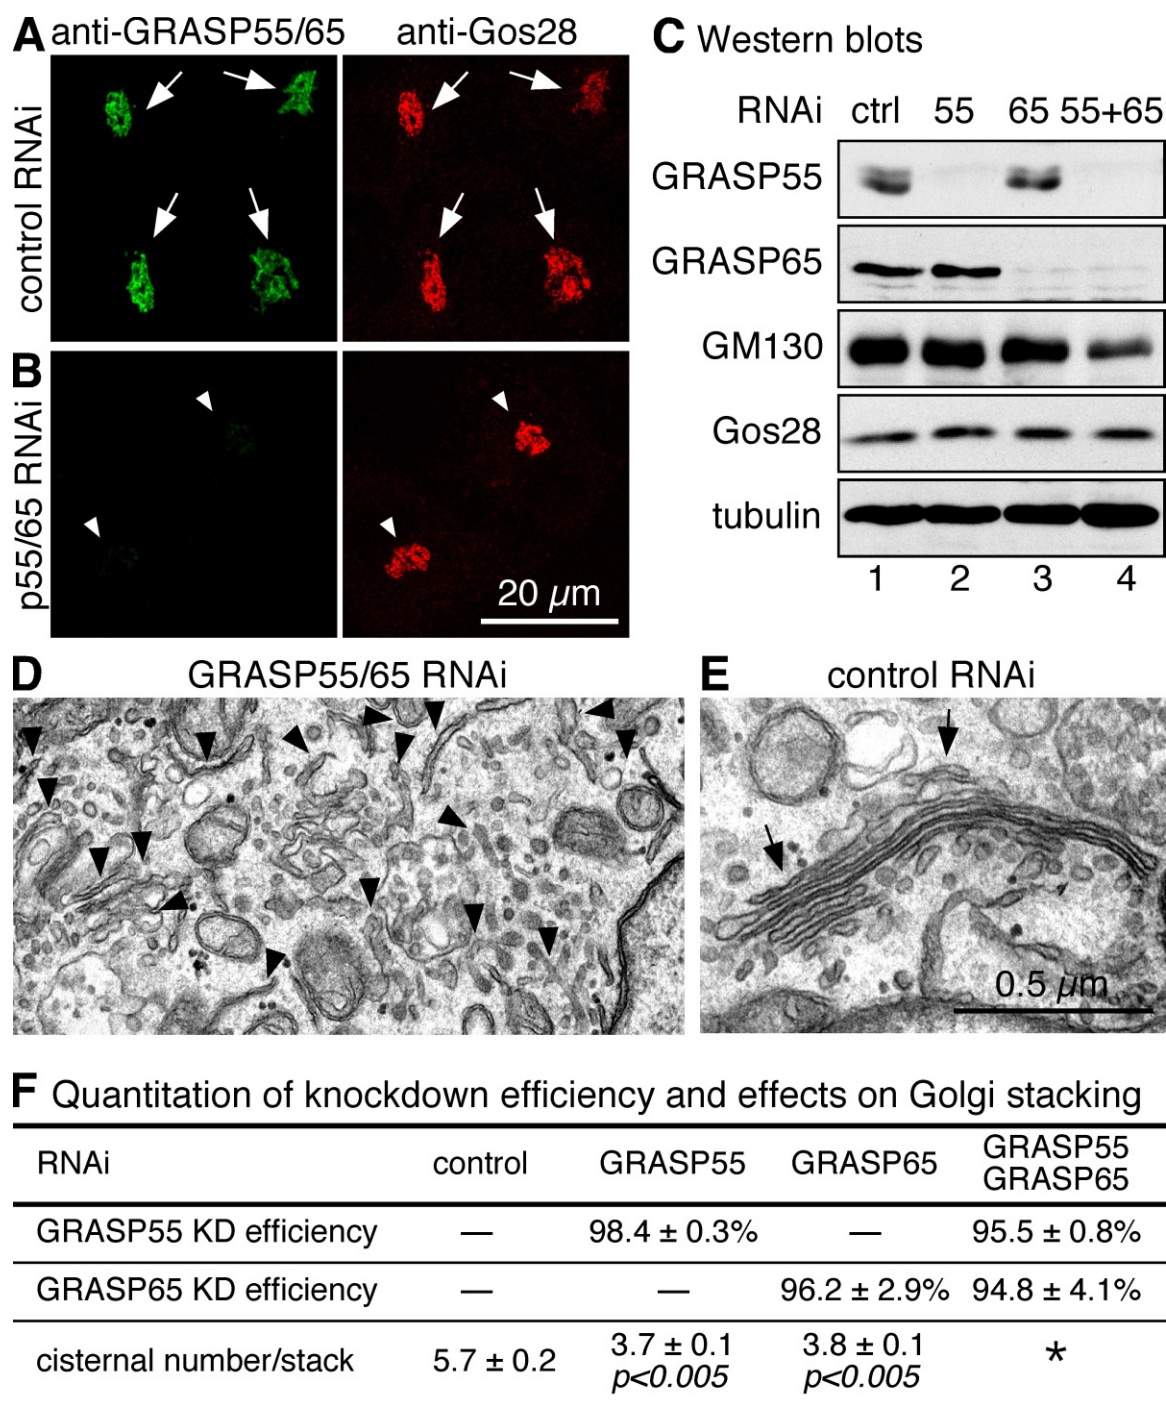 A anti-GRASP55/65 anti-Gos28
control RNAi
B
p55/65 RNAi
20 µm
C Western blots
RNAi ctrl 55 65 55+65
GRASP55
GRASP65
GM130
Gos28
tubulin
1 2 3 4
D GRASP55/65 RNAi
E control RNAi
0.5 µm
F Quantitation of knockdown efficiency and effects on Golgi stacking
RNAi control GRASP55 GRASP65 GRASP55
GRASP65
GRASP55 KD efficiency — 98.4 ± 0.3% — 95.5 ± 0.8%
GRASP65 KD efficiency — — 96.2 ± 2.9% 94.8 ± 4.1%
cisternal number/stack 5.7 ± 0.2 3.7 ± 0.1 3.8 ± 0.1 *
p<0.005 p<0.005